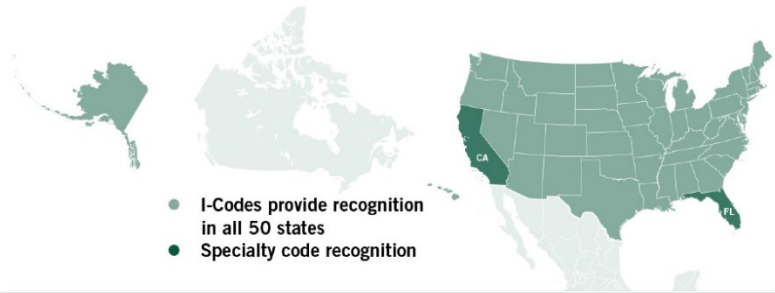 CA
I-Codes provide recognition
in all 50 states
Specialty code recognition
FL